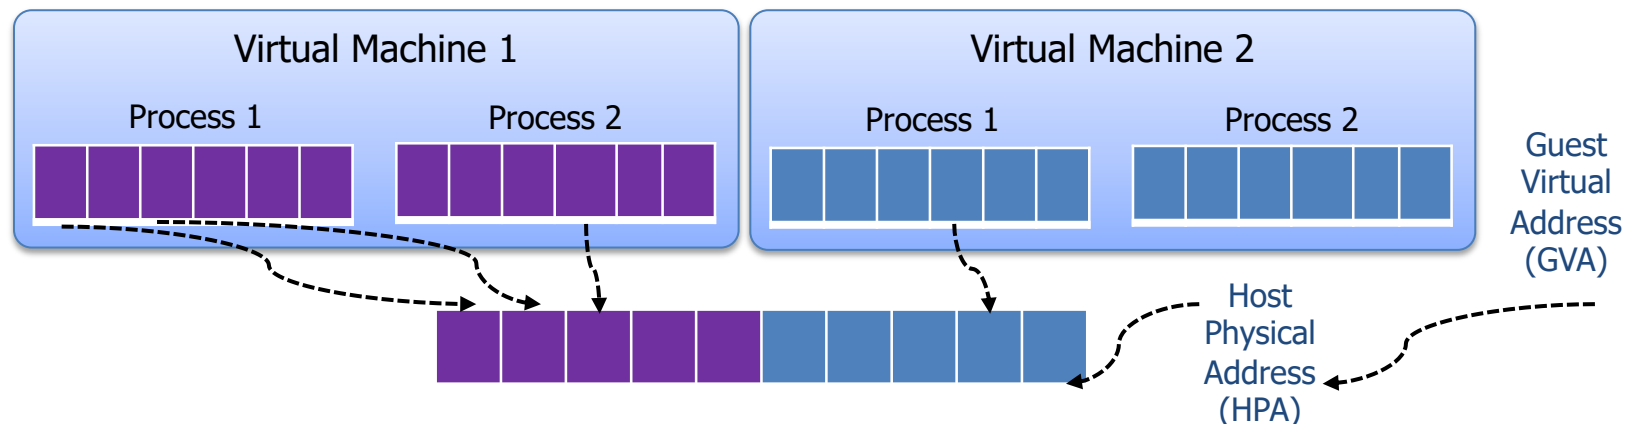 Virtual Machine 1
Process 1
Process 2
Virtual Machine 2
Process 1
Process 2
Guest
Virtual
Address
(GVA)
Host
Physical
Address
(HPA)